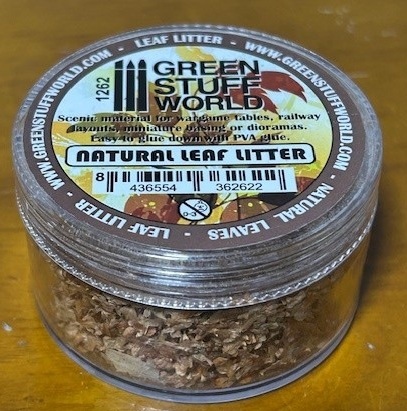 WWW.GREENSTUFFWORLD.COM - LEAF LITTER - WWW.GREENSTUFFWORLD.COM - NATURAL LEAVES - LEAF LITTER -
1262
GREEN
STUFF
WORLD
Scenic material for wargame tables, railway
layouts, miniature basing or dioramas.
Easy to glue down with PVA glue.
NATURAL LEAF LITTER
8 436554 362622
0-3